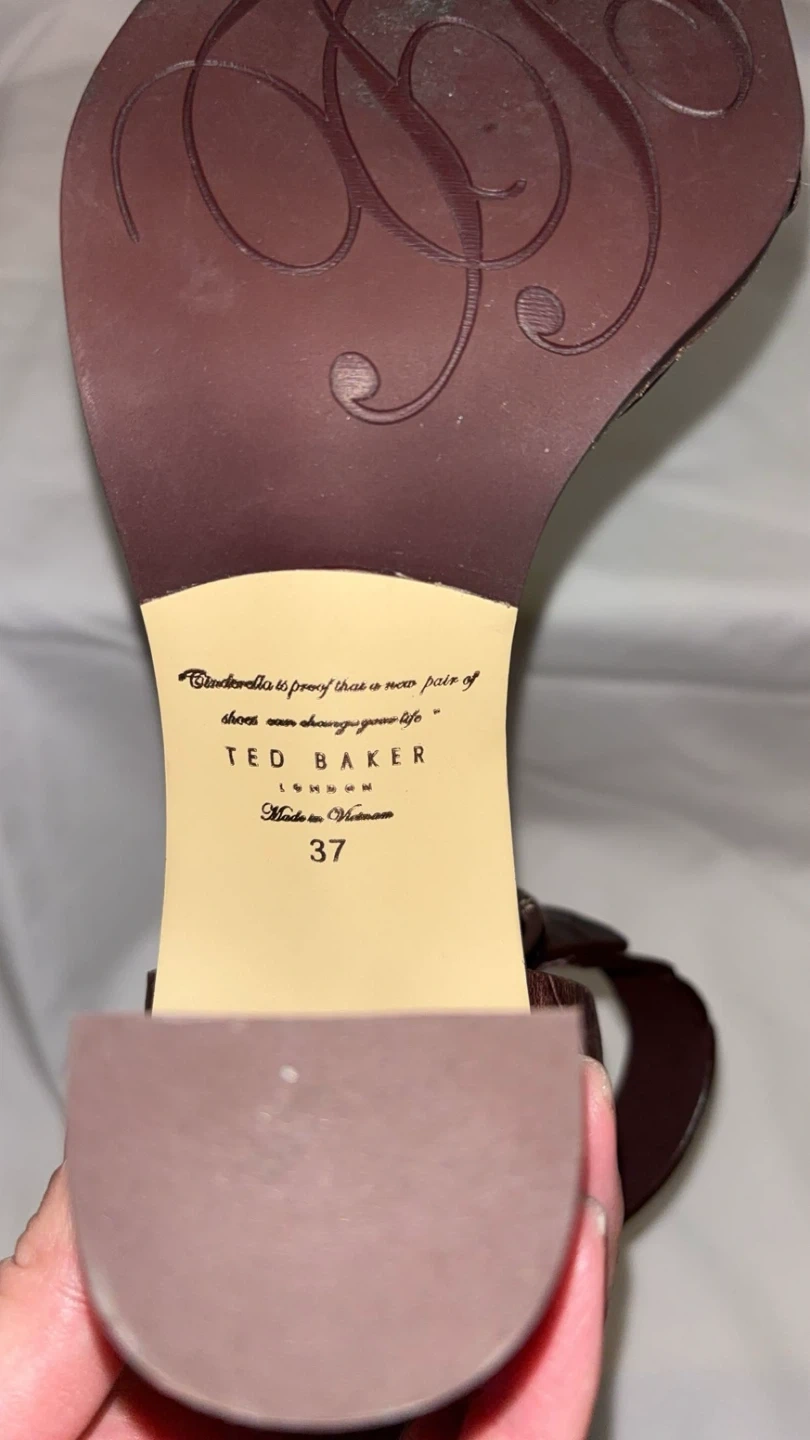 "Cinderella is proof that a new pair of
shoes can change your life "
TED BAKER
LONDON
Made in Vietnam
37